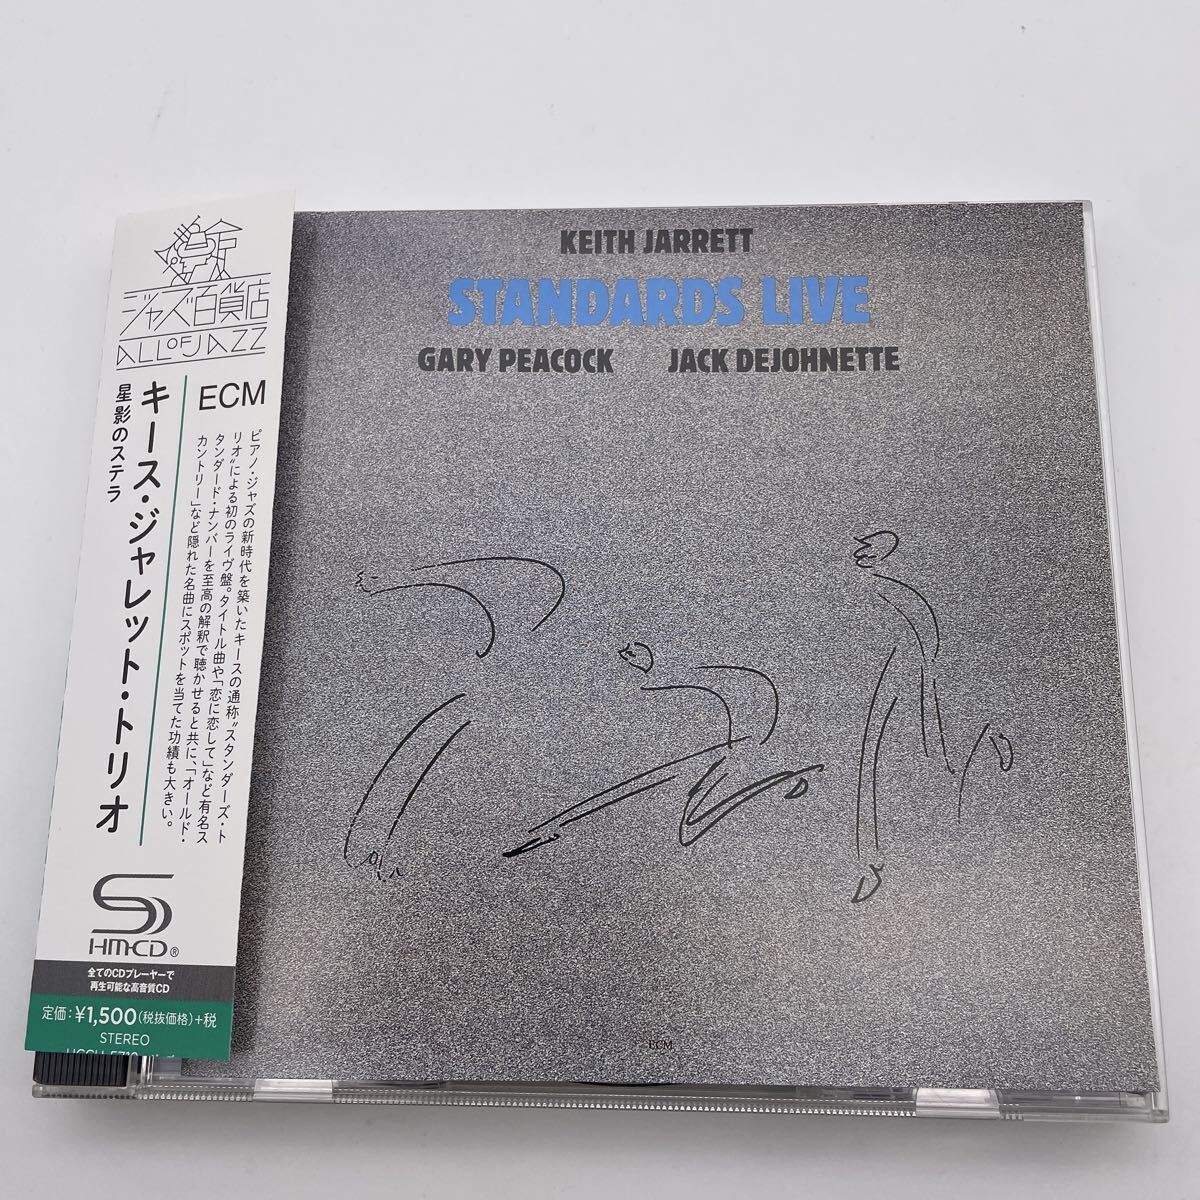 KEITH JARRETT
STANDARDS LIVE
GARY PEACOCK JACK DEJOHNETTE
ECM
ジャズ百貨店
ALL OF JAZZ
ECM
キース・ジャレット・トリオ
星影のステラ
ピアノ・ジャズの新時代を築いたキースの通称“スタンダーズ・ト
リオ”による初のライヴ盤。タイトル曲や「恋に恋して」など有名ス
タンダード・ナンバーを至高の解釈で聴かせると共に、「オールド・
カントリー」など隠れた名曲にスポットを当てた功績も大きい。
SHM-CD®
全てのCDプレーヤーで
再生可能な高音質CD
定価:¥1,500(税抜価格)+税
STEREO